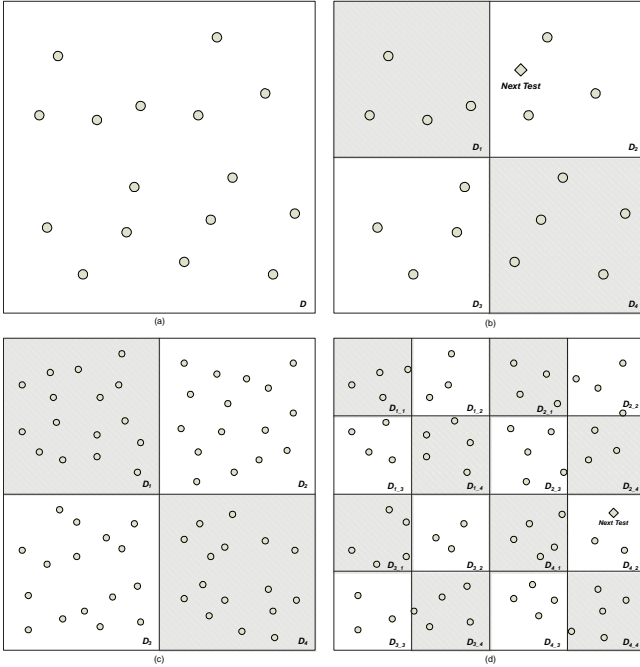 Next Test
D1
D2
D
D3
D4
(a)
(b)
D1_1
D1_2
D2_1
D2_2
D1
D2
D1_3
D1_4
D2_3
D2_4
Next Test
D3_1
D3_2
D4_1
D4_2
D3
D4
D3_3
D3_4
D4_3
D4_4
(c)
(d)